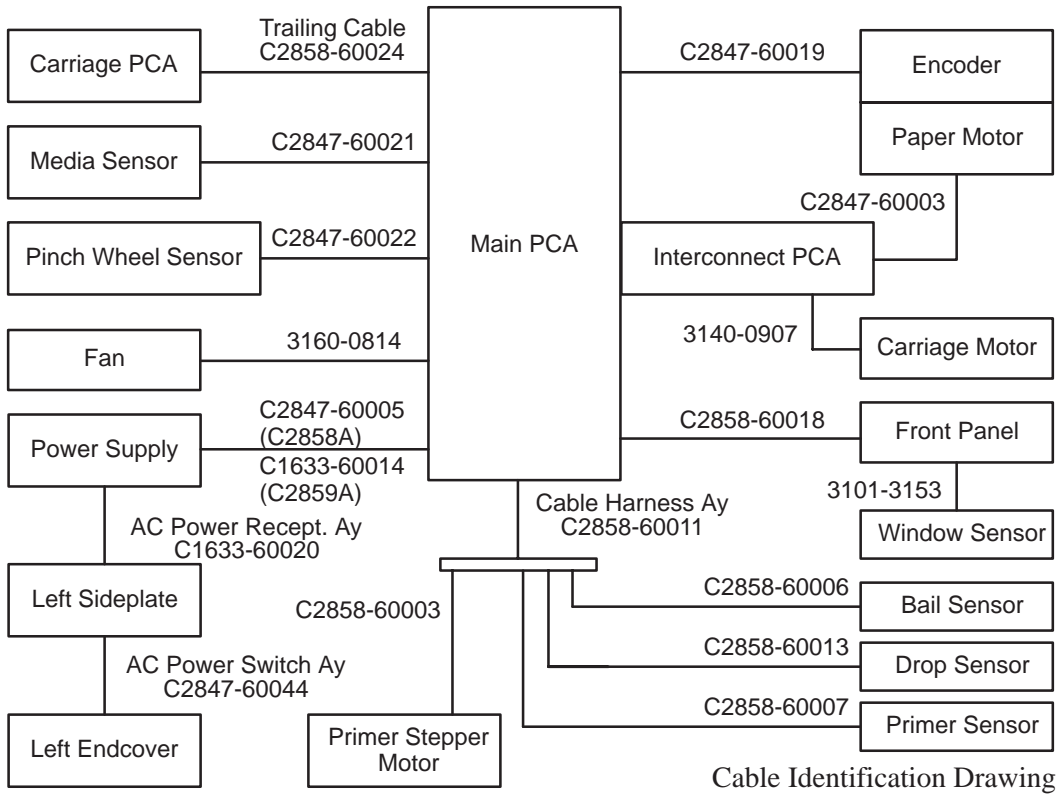 Trailing Cable
C2858-60024
Carriage PCA
C2847-60021
Media Sensor
C2847-60022
Pinch Wheel Sensor
3160-0814
Fan
C2847-60005
(C2858A)
Power Supply
C1633-60014
(C2859A)
AC Power Recept. Ay
C1633-60020
Left Sideplate
AC Power Switch Ay
C2847-60044
Left Endcover
Main PCA
Cable Harness Ay
C2858-60011
C2858-60003
Primer Stepper
Motor
C2847-60019
Encoder
Paper Motor
C2847-60003
Interconnect PCA
3140-0907
Carriage Motor
C2858-60018
Front Panel
3101-3153
Window Sensor
C2858-60006
Bail Sensor
C2858-60013
Drop Sensor
C2858-60007
Primer Sensor
Cable Identification Drawing